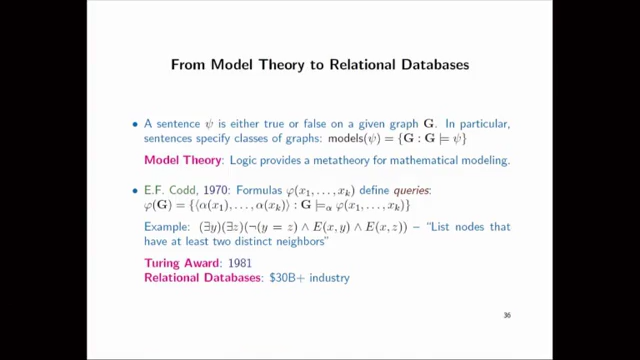 From Model Theory to Relational Databases
• A sentence ψ is either true or false on a given graph G. In particular,
sentences specify classes of graphs: models(ψ) = {G : G ⊨ ψ}
Model Theory: Logic provides a metatheory for mathematical modeling.
• E.F. Codd, 1970: Formulas φ(x₁, . . . , xₖ) define queries:
φ(G) = {⟨α(x₁), . . . , α(xₖ)⟩ : G ⊨α φ(x₁, . . . , xₖ)}
Example: (∃y)(∃z)(¬(y = z) ∧ E(x, y) ∧ E(x, z)) – “List nodes that
have at least two distinct neighbors”
Turing Award: 1981
Relational Databases: $30B+ industry
36